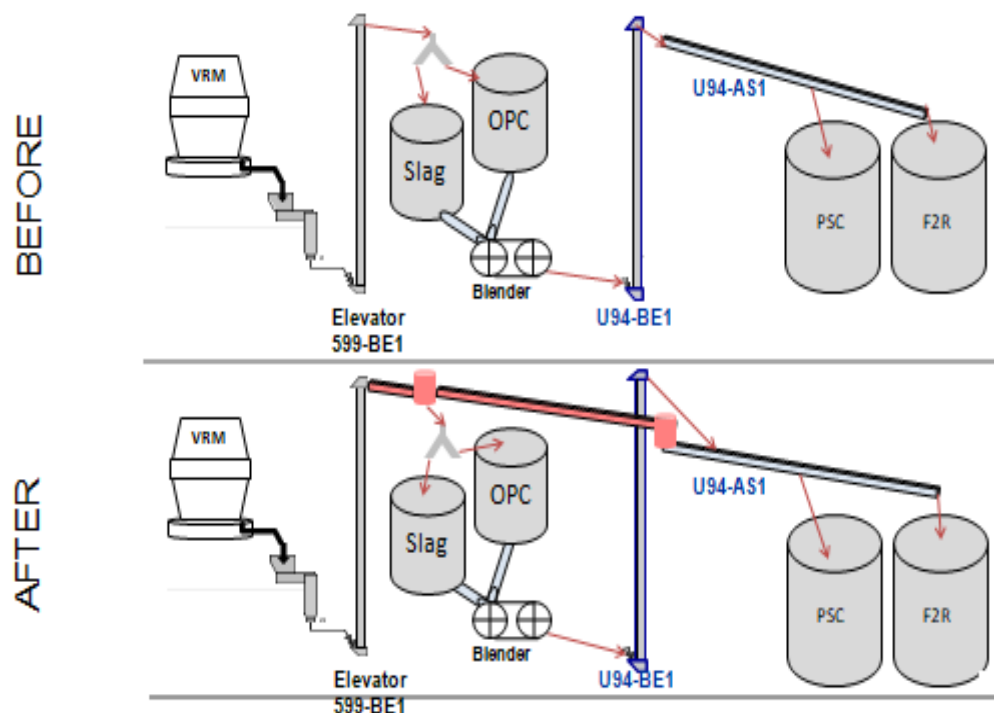 BEFORE
VRM
Slag
OPC
Blender
Elevator
599-BE1
U94-BE1
U94-AS1
PSC
F2R
AFTER
VRM
Slag
OPC
Blender
Elevator
599-BE1
U94-BE1
U94-AS1
PSC
F2R